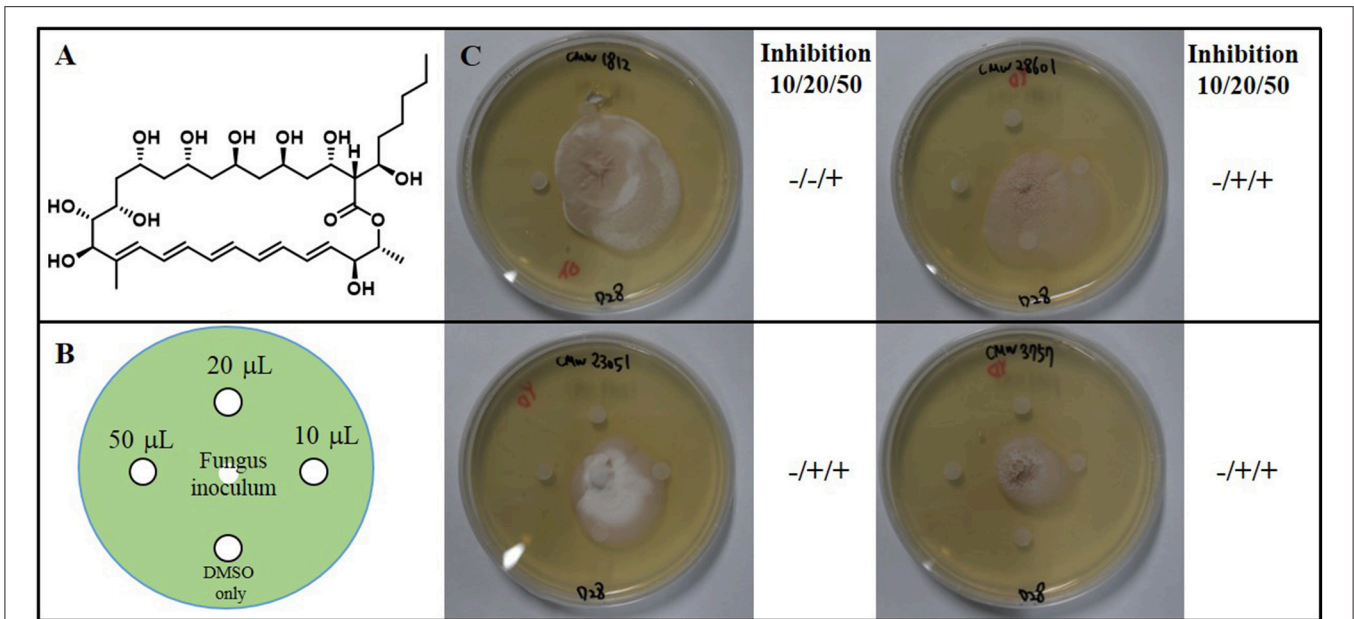 A
OH OH OH OH OH H
OH
HO OH
O O
HO
OH
B
20 μL
50 μL 10 μL
Fungus
inoculum
DMSO
only
C
CMW 1812
D28
Inhibition
10/20/50
-/-/+
CMW 28601
D28
Inhibition
10/20/50
-/+/+
CMW 23051
D28
-/+/+
CMW 3757
D28
-/+/+